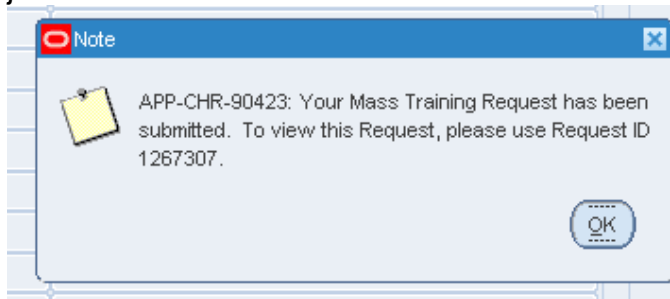 Note
APP-CHR-90423: Your Mass Training Request has been
submitted. To view this Request, please use Request ID
1267307.
OK